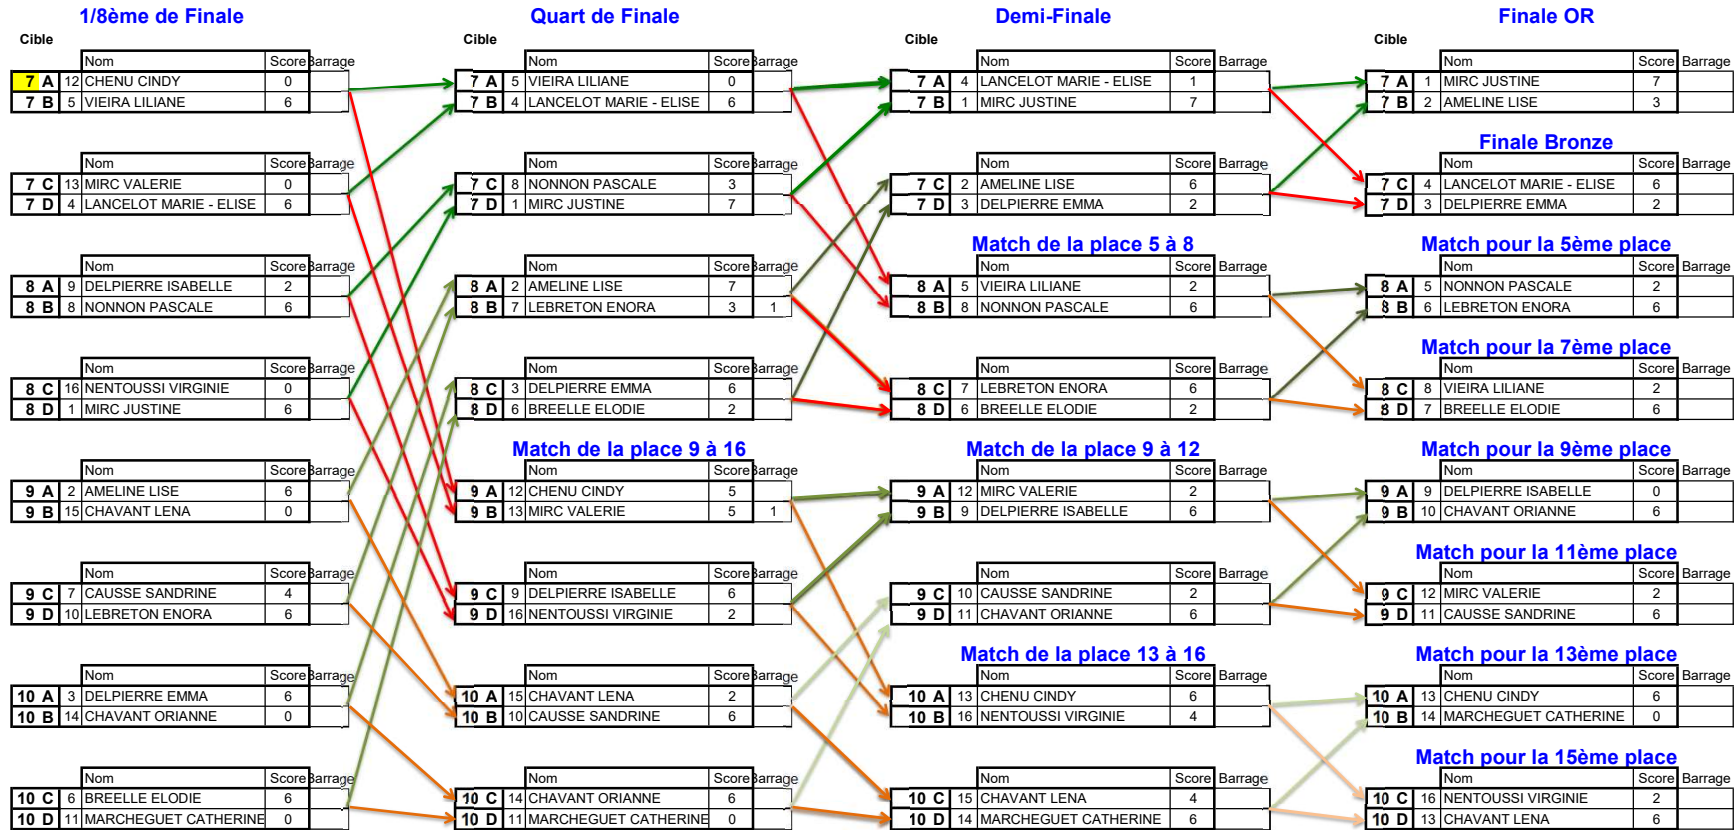 1/8ème de Finale Quart de Finale Demi-Finale Finale OR
Cible Cible Cible Cible
Nom Score Barrage Nom Score Barrage Nom Score Barrage Nom Score Barrage
7 A 12 CHENU CINDY 0 7 A 5 VIEIRA LILIANE 0 7 A 4 LANCELOT MARIE - ELISE 1 7 A 1 MIRC JUSTINE 7
7 B 5 VIEIRA LILIANE 6 7 B 4 LANCELOT MARIE - ELISE 6 7 B 1 MIRC JUSTINE 7 7 B 2 AMELINE LISE 3
Finale Bronze
Nom Score Barrage Nom Score Barrage Nom Score Barrage Nom Score Barrage
7 C 13 MIRC VALERIE 0 7 C 8 NONNON PASCALE 3 7 C 2 AMELINE LISE 6 7 C 4 LANCELOT MARIE - ELISE 6
7 D 4 LANCELOT MARIE - ELISE 6 7 D 1 MIRC JUSTINE 7 7 D 3 DELPIERRE EMMA 2 7 D 3 DELPIERRE EMMA 2
Match de la place 5 à 8 Match pour la 5ème place
Nom Score Barrage Nom Score Barrage Nom Score Barrage Nom Score Barrage
8 A 9 DELPIERRE ISABELLE 2 8 A 2 AMELINE LISE 7 8 A 5 VIEIRA LILIANE 2 8 A 5 NONNON PASCALE 2
8 B 8 NONNON PASCALE 6 8 B 7 LEBRETON ENORA 3 1 8 B 8 NONNON PASCALE 6 8 B 6 LEBRETON ENORA 6
Match pour la 7ème place
Nom Score Barrage Nom Score Barrage Nom Score Barrage Nom Score Barrage
8 C 16 NENTOUSSI VIRGINIE 0 8 C 3 DELPIERRE EMMA 6 8 C 7 LEBRETON ENORA 6 8 C 8 VIEIRA LILIANE 2
8 D 1 MIRC JUSTINE 6 8 D 6 BREELLE ELODIE 2 8 D 6 BREELLE ELODIE 2 8 D 7 BREELLE ELODIE 6
Match de la place 9 à 16 Match de la place 9 à 12 Match pour la 9ème place
Nom Score Barrage Nom Score Barrage Nom Score Barrage Nom Score Barrage
9 A 2 AMELINE LISE 6 9 A 12 CHENU CINDY 5 9 A 12 MIRC VALERIE 2 9 A 9 DELPIERRE ISABELLE 0
9 B 15 CHAVANT LENA 0 9 B 13 MIRC VALERIE 5 1 9 B 9 DELPIERRE ISABELLE 6 9 B 10 CHAVANT ORIANNE 6
Match pour la 11ème place
Nom Score Barrage Nom Score Barrage Nom Score Barrage Nom Score Barrage
9 C 7 CAUSSE SANDRINE 4 9 C 9 DELPIERRE ISABELLE 6 9 C 10 CAUSSE SANDRINE 2 9 C 12 MIRC VALERIE 2
9 D 10 LEBRETON ENORA 6 9 D 16 NENTOUSSI VIRGINIE 2 9 D 11 CHAVANT ORIANNE 6 9 D 11 CAUSSE SANDRINE 6
Match de la place 13 à 16 Match pour la 13ème place
Nom Score Barrage Nom Score Barrage Nom Score Barrage Nom Score Barrage
10 A 3 DELPIERRE EMMA 6 10 A 15 CHAVANT LENA 2 10 A 13 CHENU CINDY 6 10 A 13 CHENU CINDY 6
10 B 14 CHAVANT ORIANNE 0 10 B 10 CAUSSE SANDRINE 6 10 B 16 NENTOUSSI VIRGINIE 4 10 B 14 MARCHEGUET CATHERINE 0
Match pour la 15ème place
Nom Score Barrage Nom Score Barrage Nom Score Barrage Nom Score Barrage
10 C 6 BREELLE ELODIE 6 10 C 14 CHAVANT ORIANNE 6 10 C 15 CHAVANT LENA 4 10 C 16 NENTOUSSI VIRGINIE 2
10 D 11 MARCHEGUET CATHERINE 0 10 D 11 MARCHEGUET CATHERINE 0 10 D 14 MARCHEGUET CATHERINE 6 10 D 13 CHAVANT LENA 6